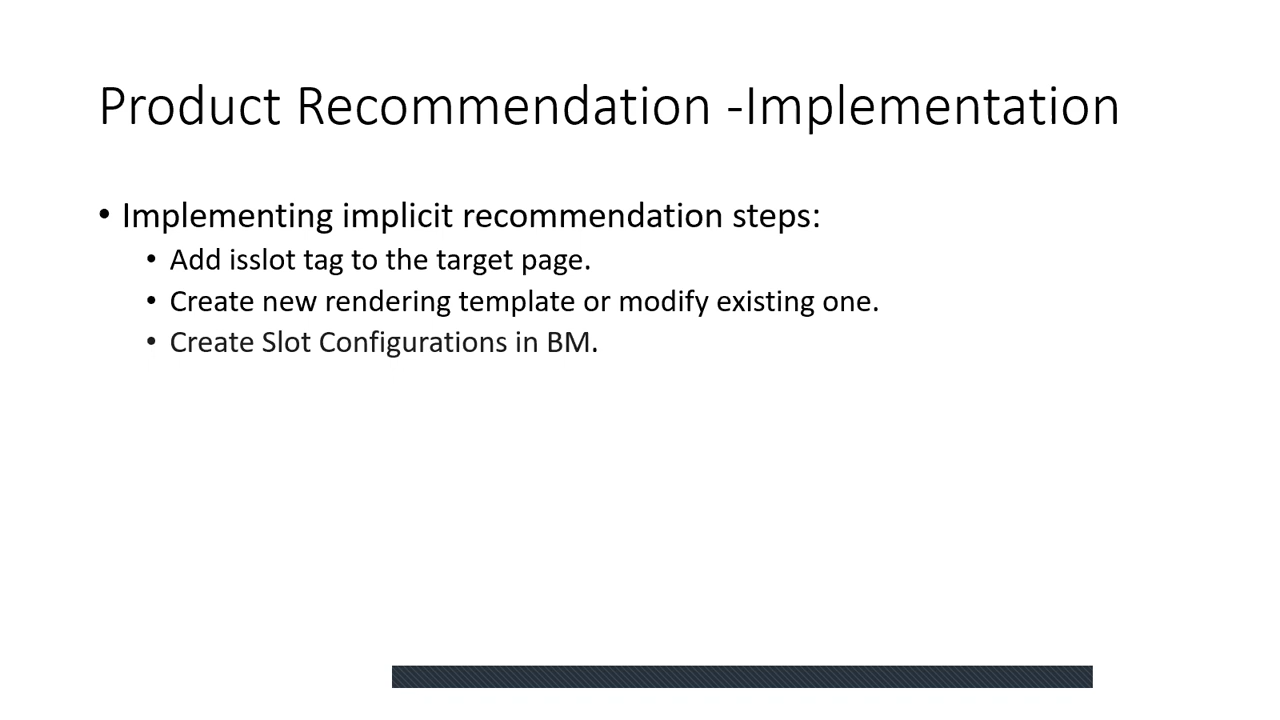 Product Recommendation -Implementation
• Implementing implicit recommendation steps:
• Add isslot tag to the target page.
• Create new rendering template or modify existing one.
• Create Slot Configurations in BM.